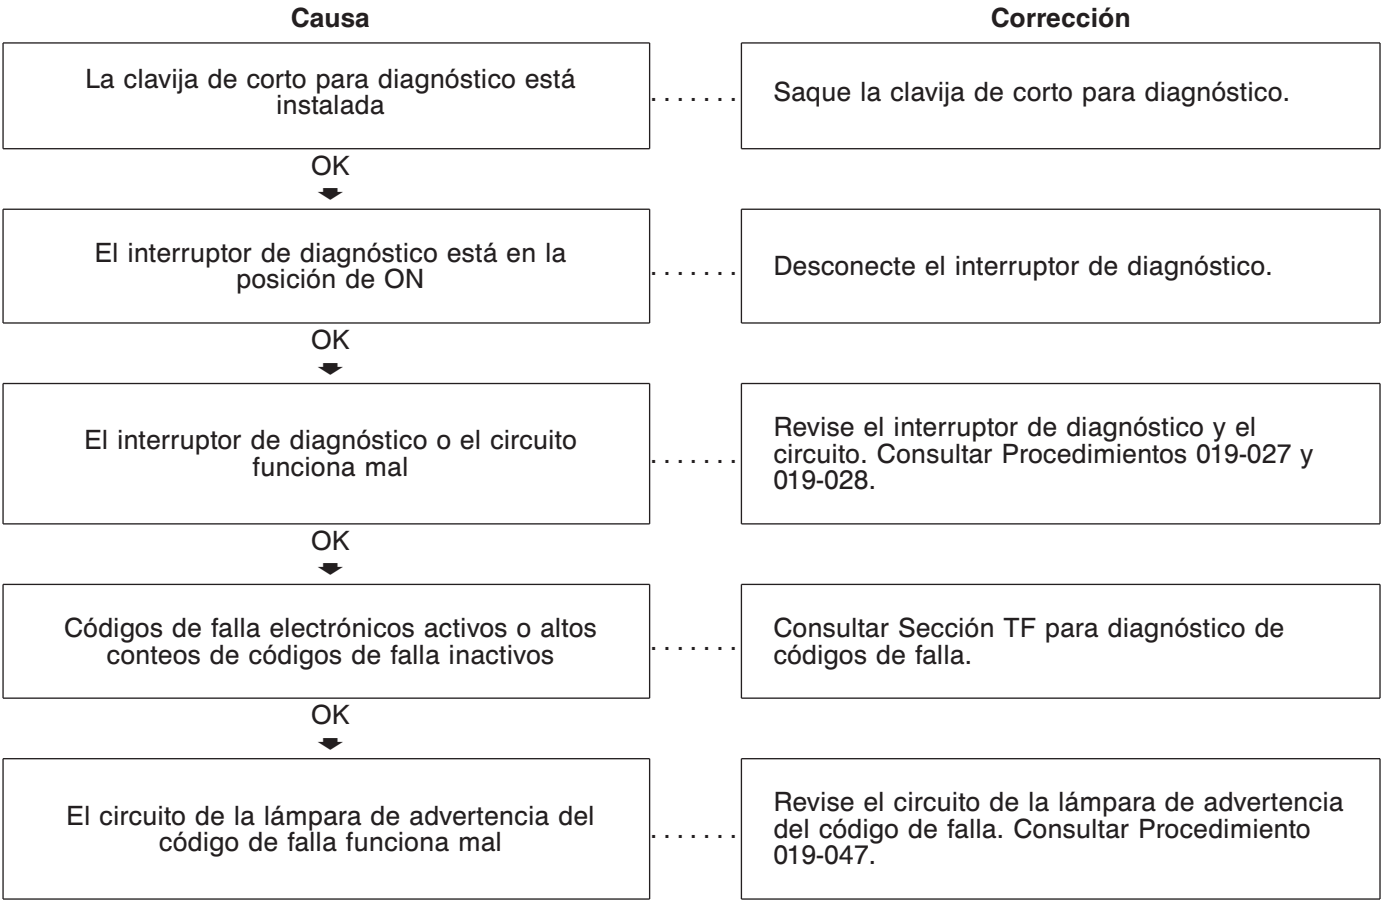 Causa
Corrección
La clavija de corto para diagnóstico está
instalada
. . . . . . .
Saque la clavija de corto para diagnóstico.
OK
El interruptor de diagnóstico está en la
posición de ON
. . . . . . .
Desconecte el interruptor de diagnóstico.
OK
El interruptor de diagnóstico o el circuito
funciona mal
. . . . . . .
Revise el interruptor de diagnóstico y el
circuito. Consultar Procedimientos 019-027 y
019-028.
OK
Códigos de falla electrónicos activos o altos
conteos de códigos de falla inactivos
. . . . . . .
Consultar Sección TF para diagnóstico de
códigos de falla.
OK
El circuito de la lámpara de advertencia del
código de falla funciona mal
. . . . . . .
Revise el circuito de la lámpara de advertencia
del código de falla. Consultar Procedimiento
019-047.